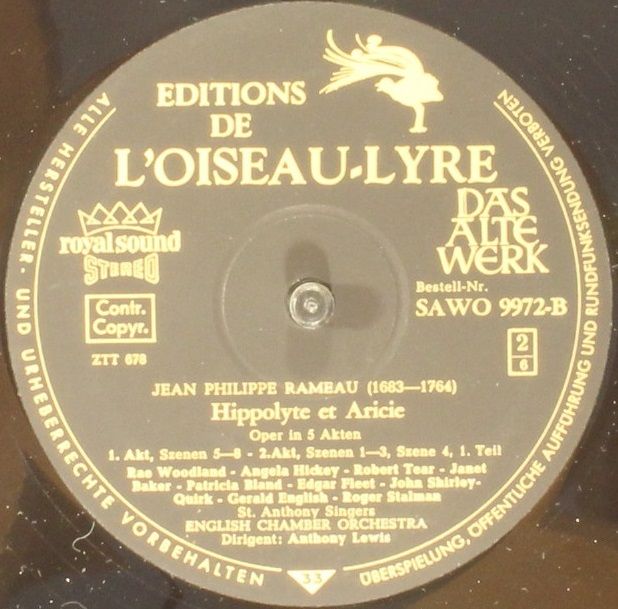 EDITIONS
DE
L'OISEAU-LYRE
DAS
ALTE
WERK
royal sound
STEREO
Bestell-Nr.
SAWO 9972-B
Contr.
Copyr.
ZTT 678
2
6
JEAN PHILIPPE RAMEAU (1683—1764)
Hippolyte et Aricie
Oper in 5 Akten
1. Akt, Szenen 5—8 - 2.Akt, Szenen 1—3, Szene 4, 1. Teil
Rae Woodland - Angela Hickey - Robert Tear - Janet
Baker - Patricia Bland - Edgar Fleet - John Shirley-
Quirk - Gerald English - Roger Stalman
St. Anthony Singers
ENGLISH CHAMBER ORCHESTRA
Dirigent: Anthony Lewis
33
ALLE HERSTELLER- UND URHEBERRECHTE VORBEHALTEN
ÜBERSPIELUNG, ÖFFENTLICHE AUFFÜHRUNG UND RUNDFUNKSENDUNG VERBOTEN